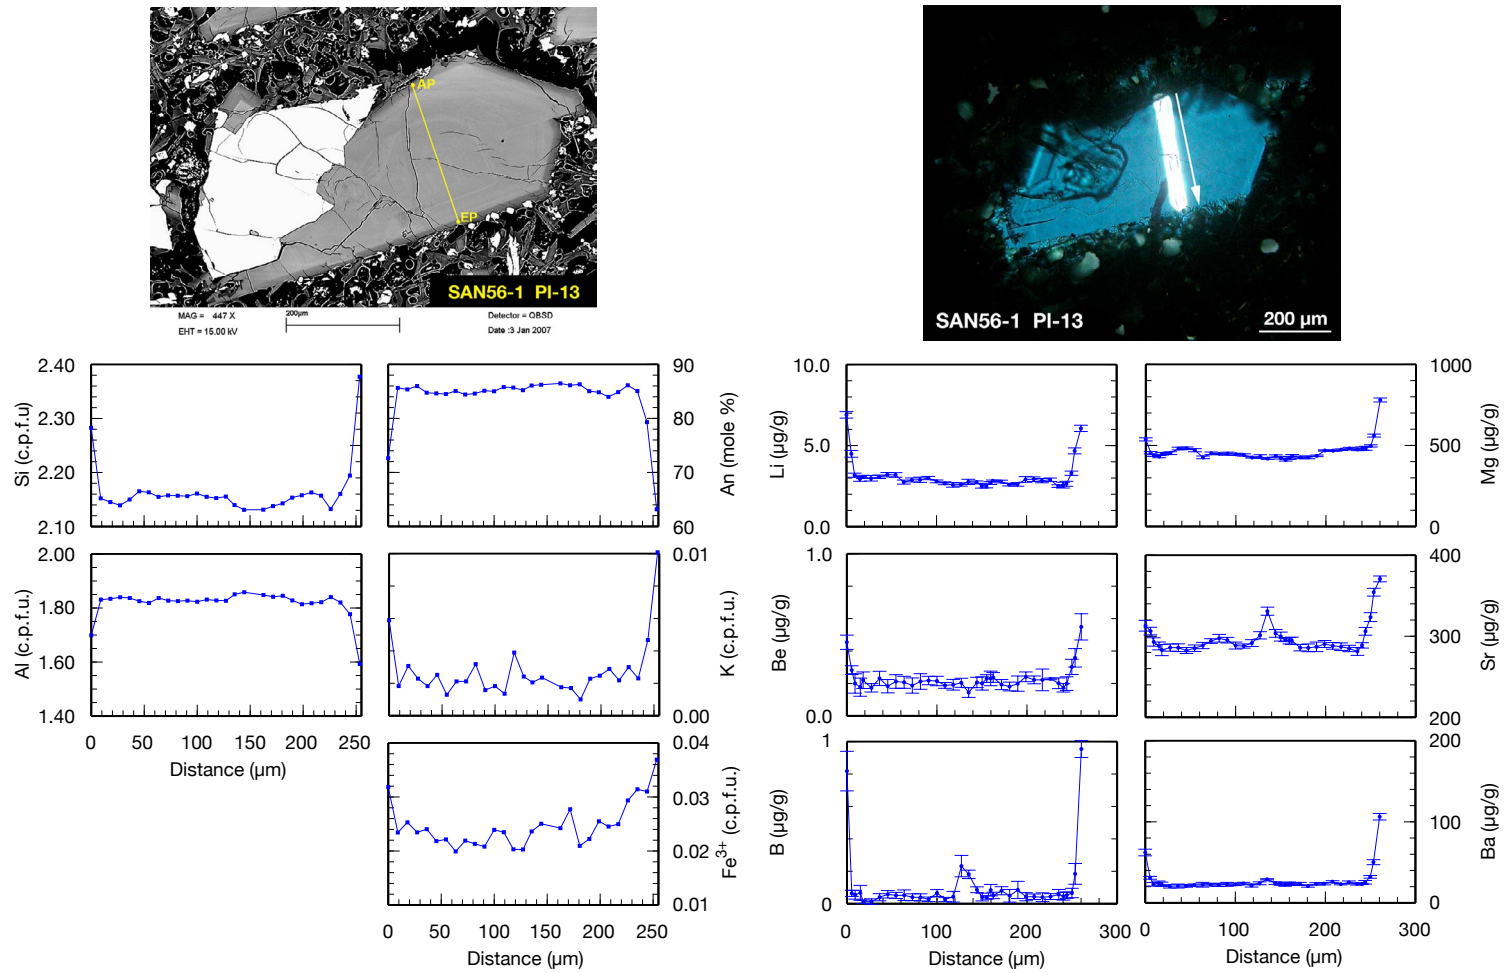 AP
EP
SAN56-1 PI-13
MAG = 447 X
200µm
Detector = QBSD
EHT = 15.00 kV
Date :3 Jan 2007
SAN56-1 PI-13
200 µm
2.40
2.30
2.20
2.10
Si (c.p.f.u)
90
80
70
60
An (mole %)
10.0
5.0
0.0
Li (µg/g)
1000
500
0
Mg (µg/g)
2.00
1.80
1.60
1.40
Al (c.p.f.u.)
0 50 100 150 200 250
Distance (µm)
0.01
0.00
K (c.p.f.u.)
1.0
0.0
Be (µg/g)
400
300
200
Sr (µg/g)
0.04
0.03
0.02
0.01
Fe3+ (c.p.f.u.)
0 50 100 150 200 250
Distance (µm)
1
0
B (µg/g)
0 100 200 300
Distance (µm)
200
100
0
Ba (µg/g)
0 100 200 300
Distance (µm)